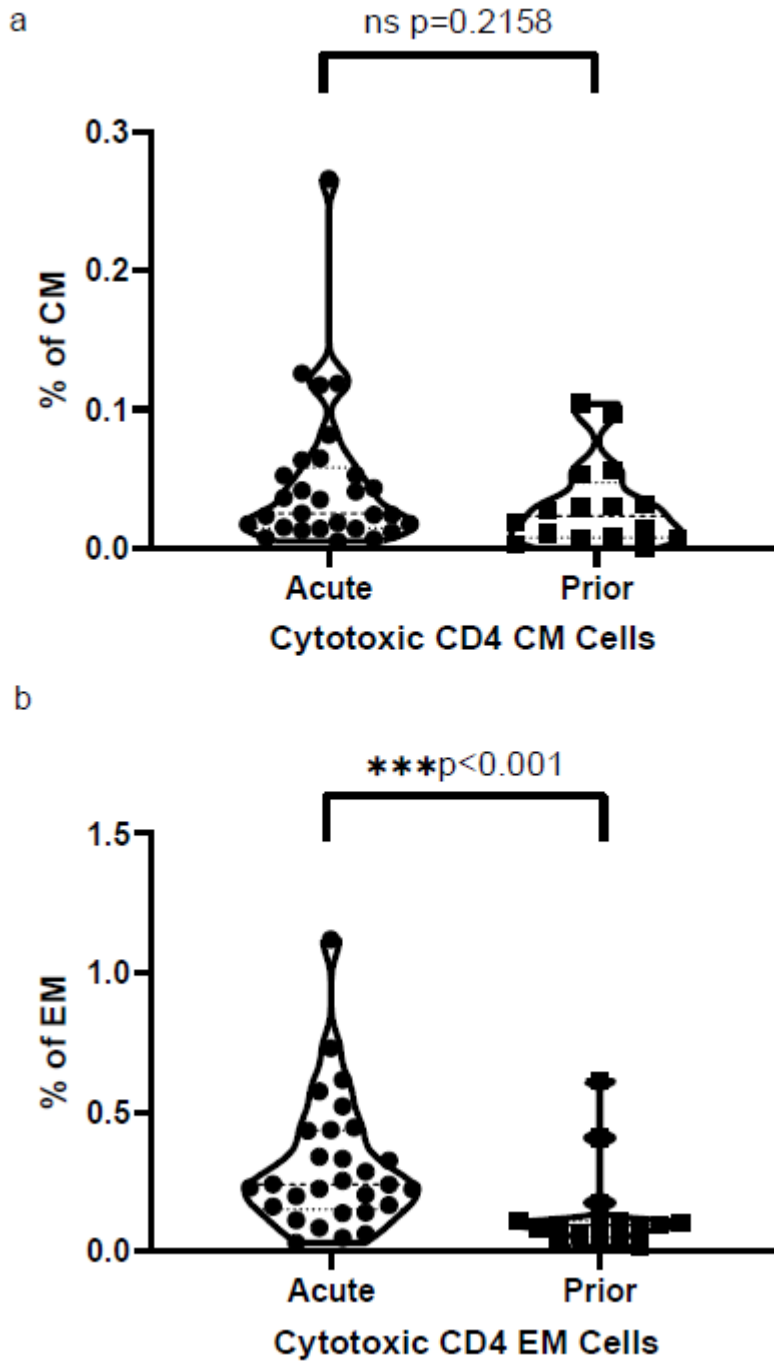 a
ns p=0.2158
0.3
0.2
0.1
0.0
% of CM
Acute Prior
Cytotoxic CD4 CM Cells
b
***p<0.001
1.5
1.0
0.5
0.0
% of EM
Acute Prior
Cytotoxic CD4 EM Cells